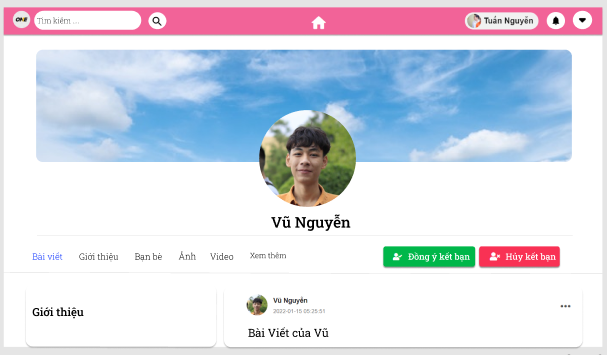 ONE
Tìm kiếm ...
Tuấn Nguyễn
Vũ Nguyễn
Bài viết
Giới thiệu
Bạn bè
Ảnh
Video
Xem thêm
Đồng ý kết bạn
Hủy kết bạn
Giới thiệu
Vũ Nguyễn
2022-01-15 05:25:51
Bài Viết của Vũ